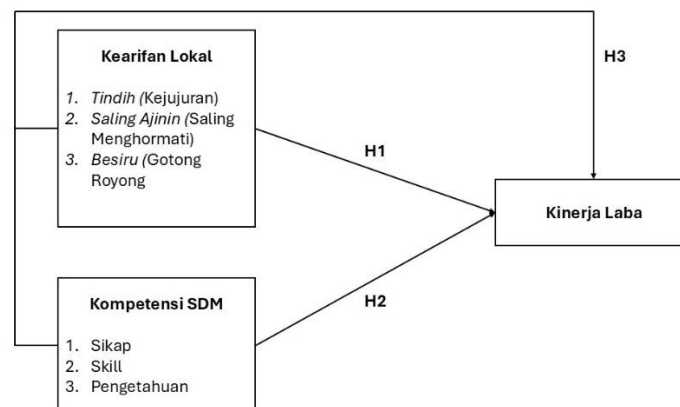 Kearifan Lokal
1. Tindih (Kejujuran)
2. Saling Ajinin (Saling
Menghormati)
3. Besiru (Gotong
Royong
H1
H3
Kinerja Laba
H2
Kompetensi SDM
1. Sikap
2. Skill
3. Pengetahuan